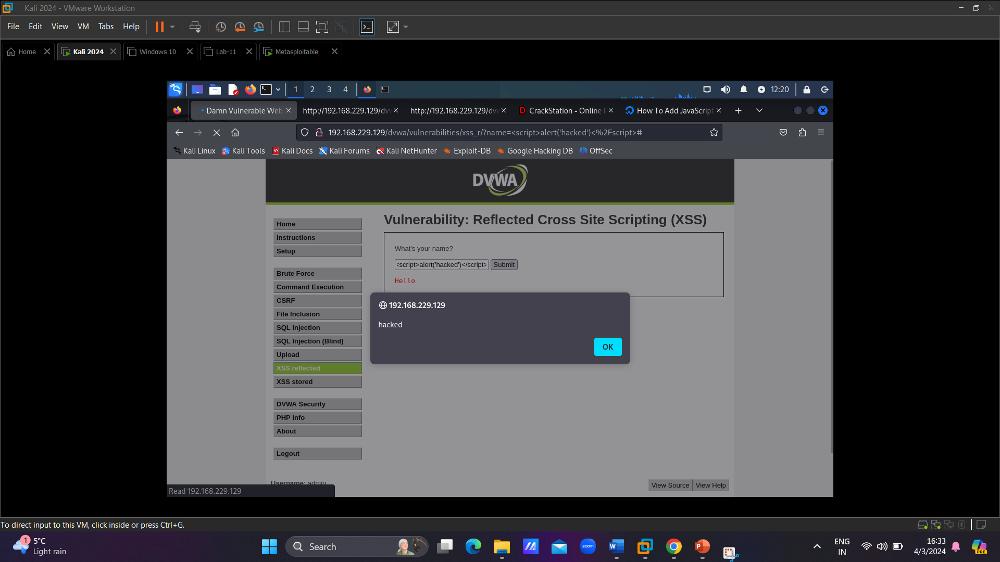 Kali 2024 - VMware Workstation
File Edit View VM Tabs Help
Home Kali 2024 Windows 10 Lab-11 Metasploitable
1 2 3 4 12:20
Damn Vulnerable Web http://192.168.229.129/dv http://192.168.229.129/dv CrackStation - Online How To Add JavaScript
192.168.229.129/dvwa/vulnerabilities/xss_r/?name=<script>alert('hacked')<%2Fscript>#
Kali Linux Kali Tools Kali Docs Kali Forums Kali NetHunter Exploit-DB Google Hacking DB OffSec
DVWA
Vulnerability: Reflected Cross Site Scripting (XSS)
Home
Instructions
Setup
Brute Force
Command Execution
CSRF
File Inclusion
SQL Injection
SQL Injection (Blind)
Upload
XSS reflected
XSS stored
DVWA Security
PHP Info
About
Logout
What's your name?
<script>alert('hacked')</script> Submit
Hello
192.168.229.129
hacked
OK
Username: admin
View Source View Help
Read 192.168.229.129
To direct input to this VM, click inside or press Ctrl+G.
1
5°C
Light rain
Search
zoom
ENG
IN
16:33
4/3/2024
PRE